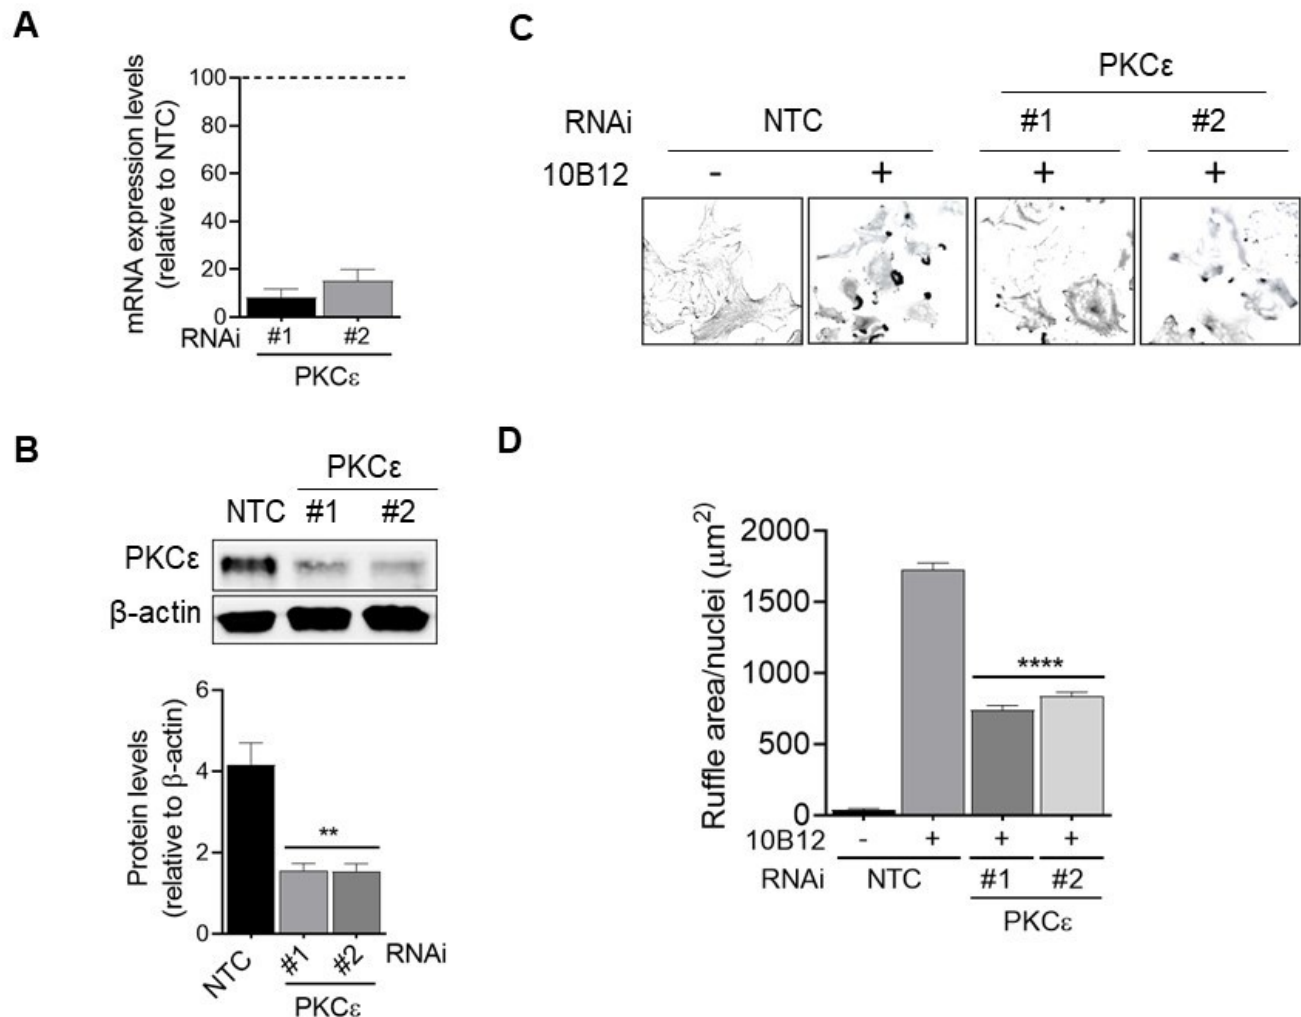 A
mRNA expression levels
(relative to NTC)
100
80
60
40
20
0
RNAi #1 #2
PKCε
C
PKCε
RNAi NTC #1 #2
10B12 - + + +
B
PKCε
NTC #1 #2
PKCε
β-actin
Protein levels
(relative to β-actin)
6
4
2
0
**
NTC #1 #2 RNAi
PKCε
D
Ruffle area/nuclei (μm²)
2000
1500
1000
500
0
****
10B12 - + + +
RNAi NTC #1 #2
PKCε